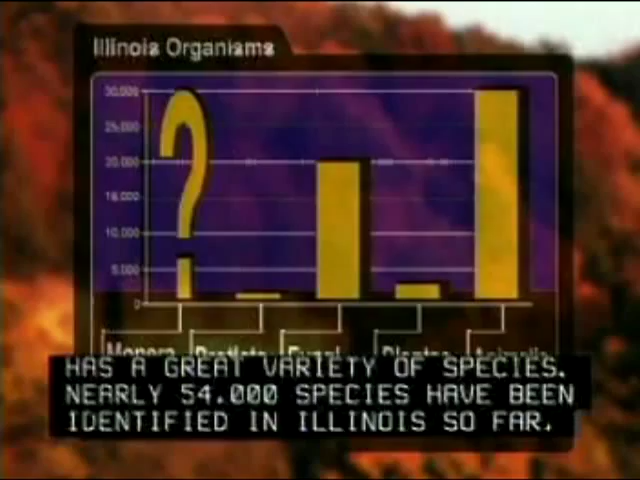 Illinois Organisms
30,000
25,000
20,000
15,000
10,000
5,000
0
?
HAS A GREAT VARIETY OF SPECIES.
NEARLY 54.000 SPECIES HAVE BEEN
IDENTIFIED IN ILLINOIS SO FAR.